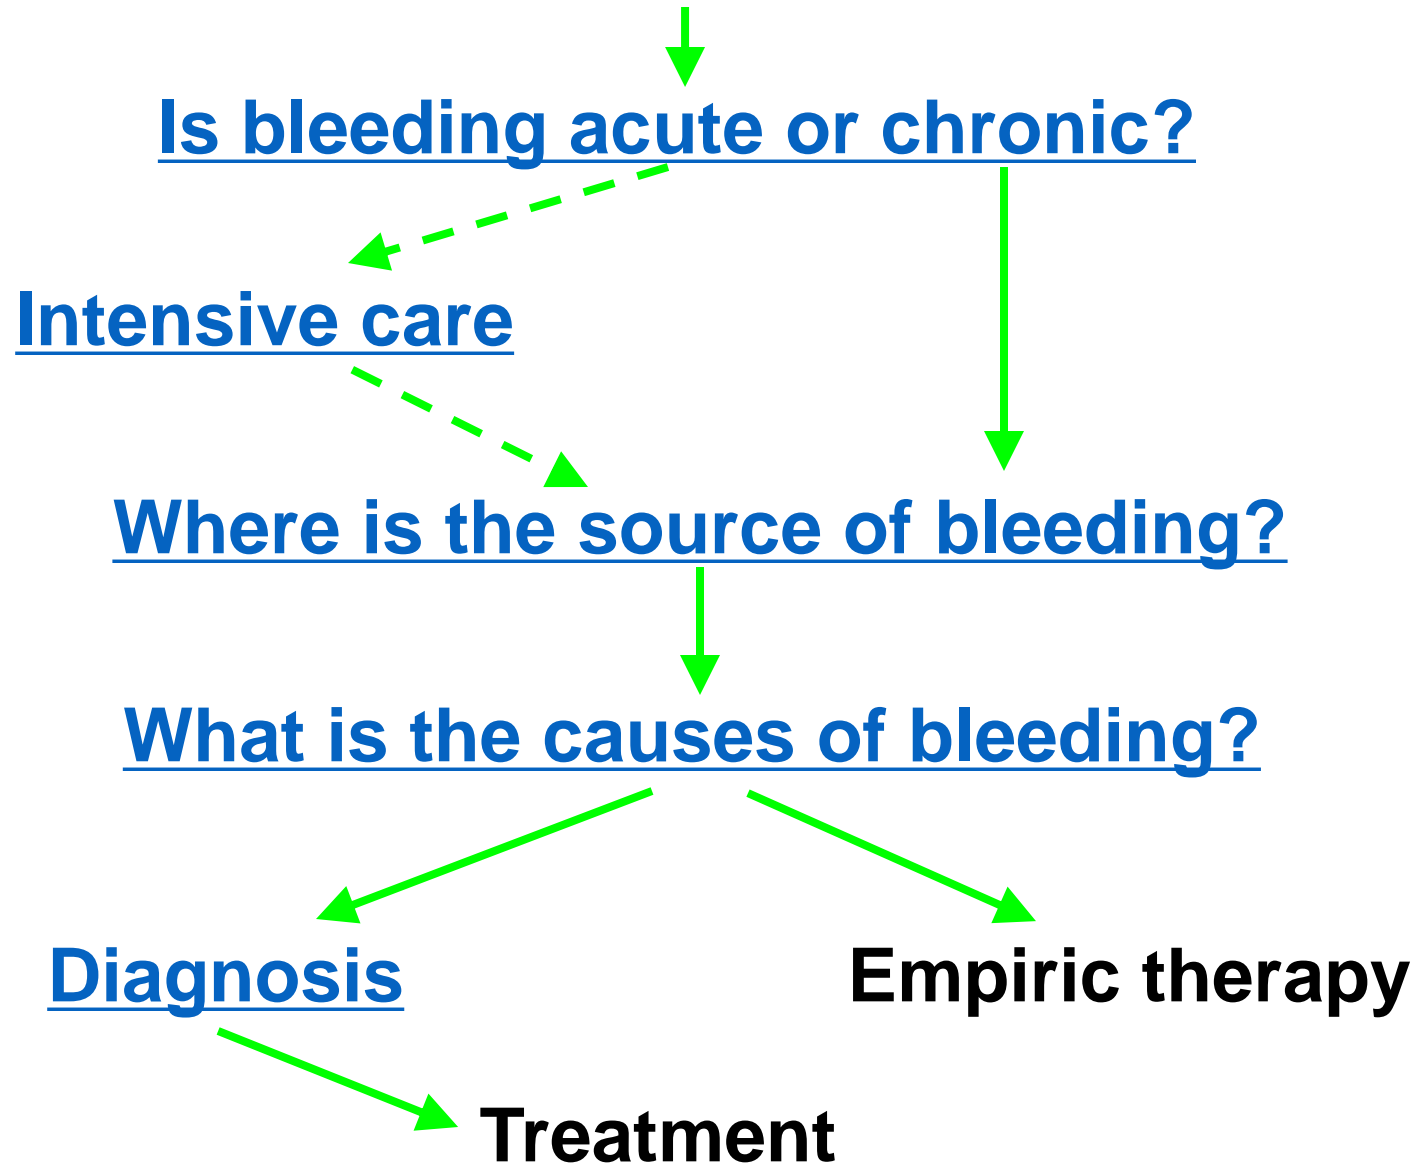 Is bleeding acute or chronic?
Intensive care
Where is the source of bleeding?
What is the causes of bleeding?
Diagnosis
Empiric therapy
Treatment